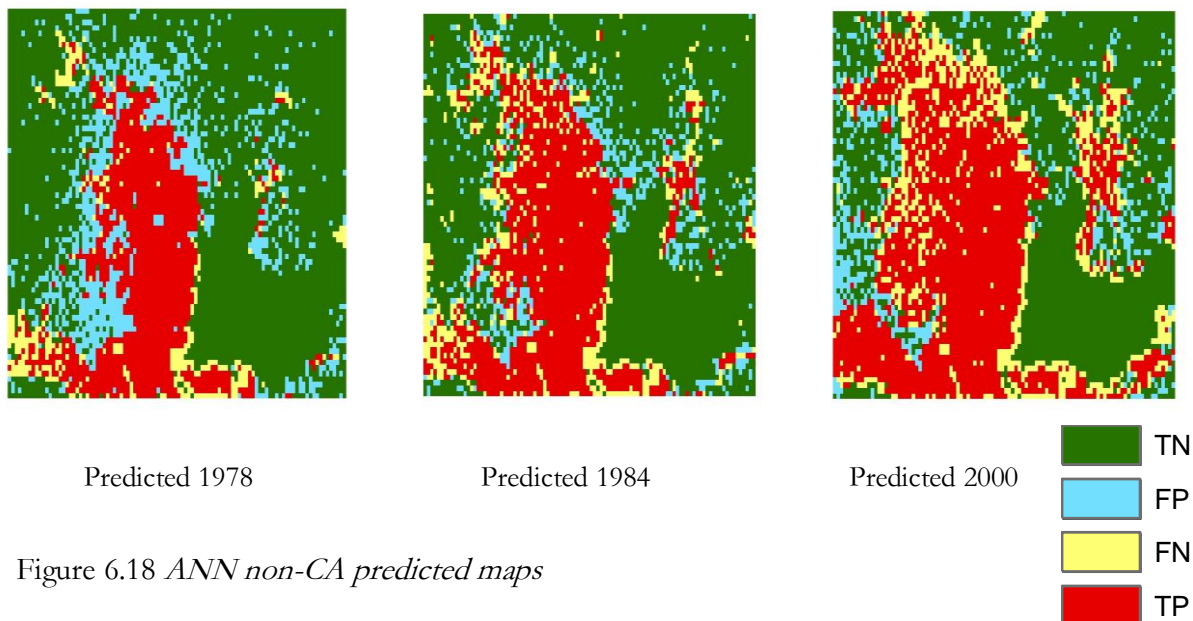 Predicted 1978
Predicted 1984
Predicted 2000
TN
FP
FN
TP
Figure 6.18 ANN non-CA predicted maps